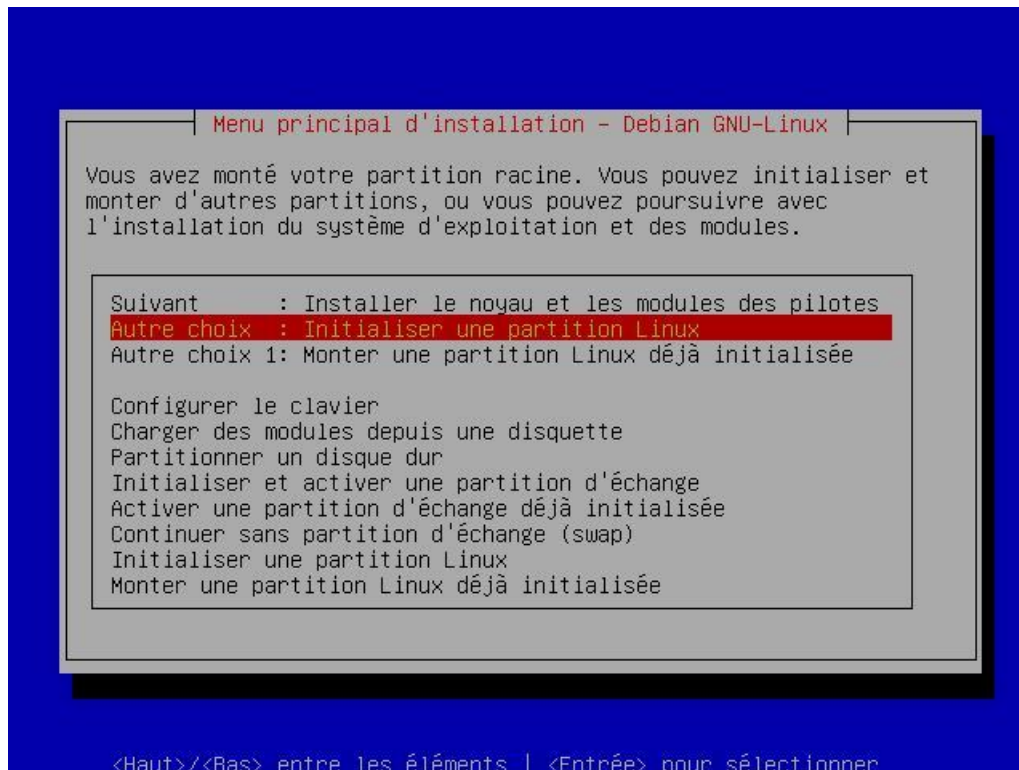 Menu principal d'installation - Debian GNU-Linux
Vous avez monté votre partition racine. Vous pouvez initialiser et
monter d'autres partitions, ou vous pouvez poursuivre avec
l'installation du système d'exploitation et des modules.
Suivant : Installer le noyau et les modules des pilotes
Autre choix : Initialiser une partition Linux
Autre choix 1: Monter une partition Linux déjà initialisée
Configurer le clavier
Charger des modules depuis une disquette
Partitionner un disque dur
Initialiser et activer une partition d'échange
Activer une partition d'échange déjà initialisée
Continuer sans partition d'échange (swap)
Initialiser une partition Linux
Monter une partition Linux déjà initialisée
<Haut>/<Bas> entre les éléments | <Entrée> pour sélectionner